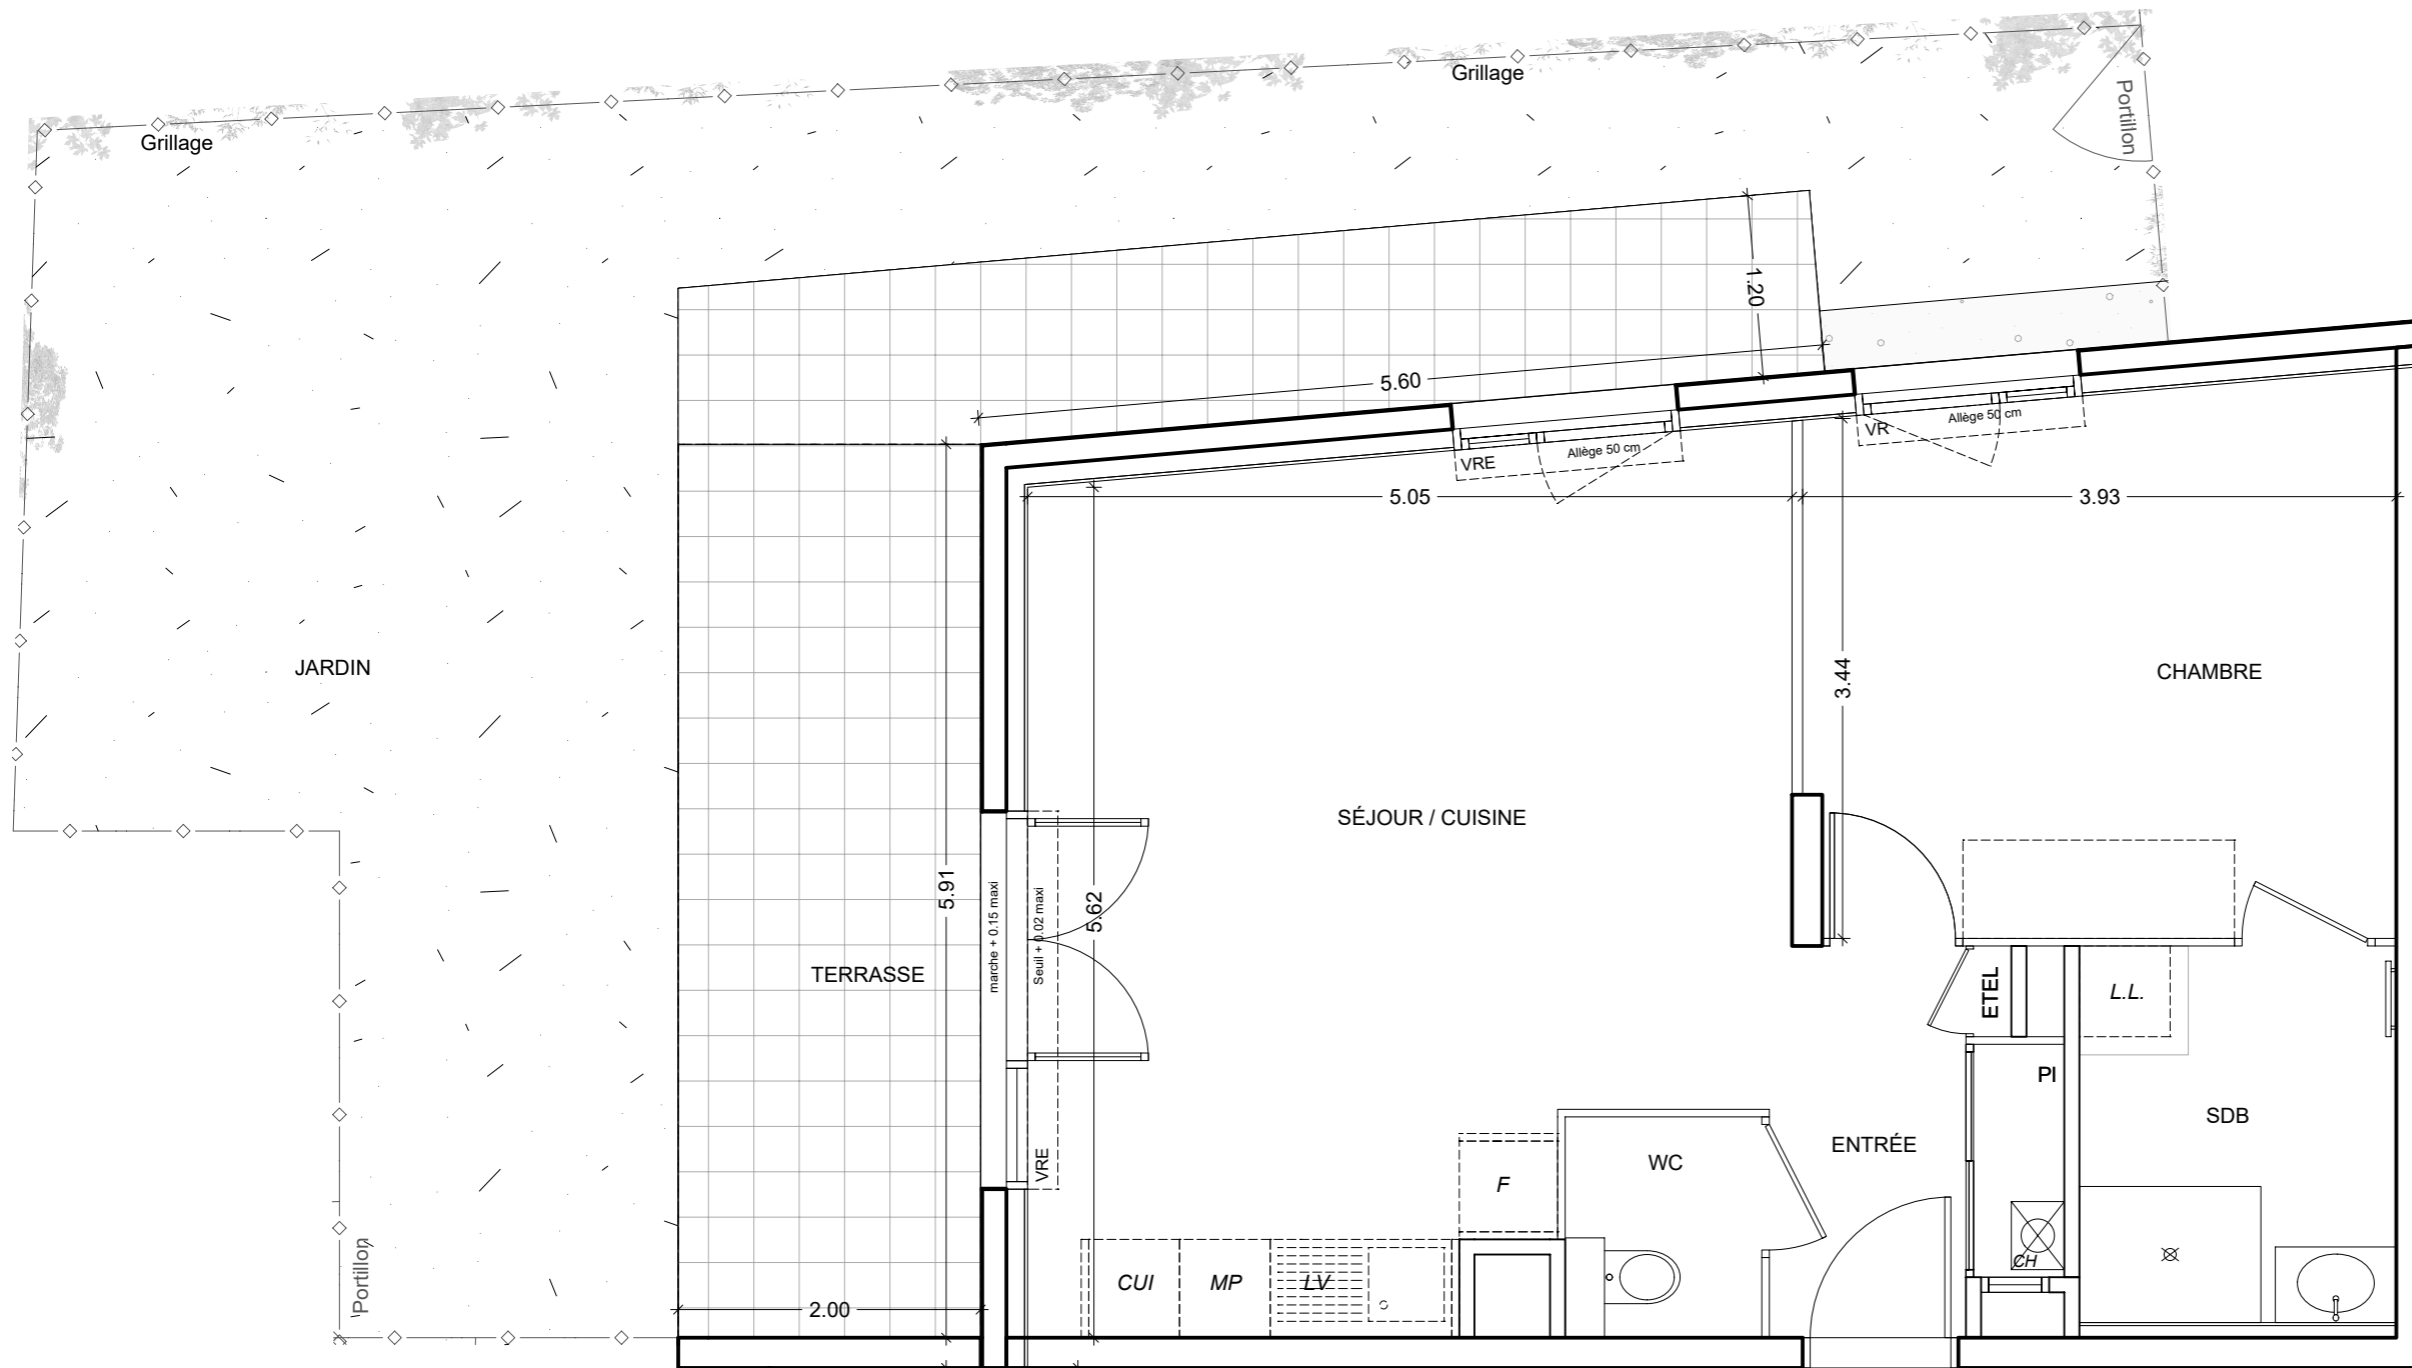 Grillage
Grillage
Portillon
1.20
5.60
VRE
Allège 50 cm
VR
Allège 50 cm
5.05
3.93
JARDIN
3.44
CHAMBRE
SÉJOUR / CUISINE
5.91
marche + 0.15 maxi
Seuil + 0.02 maxi
5.62
TERRASSE
ETEL
L.L.
PI
SDB
ENTRÉE
WC
VRE
F
CH
Portillon
CUI
MP
LV
2.00